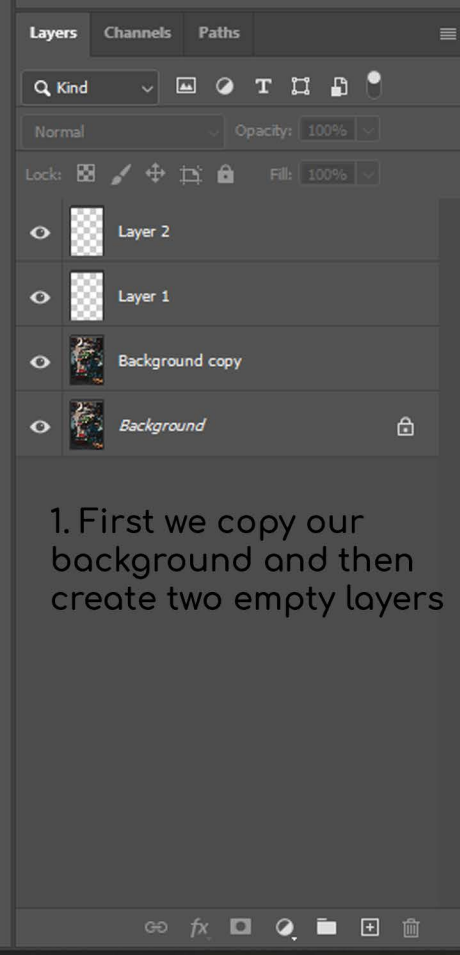 Layers Channels Paths
Kind
Normal Opacity: 100%
Lock: Fill: 100%
Layer 2
Layer 1
Background copy
Background
1. First we copy our
background and then
create two empty layers
fx